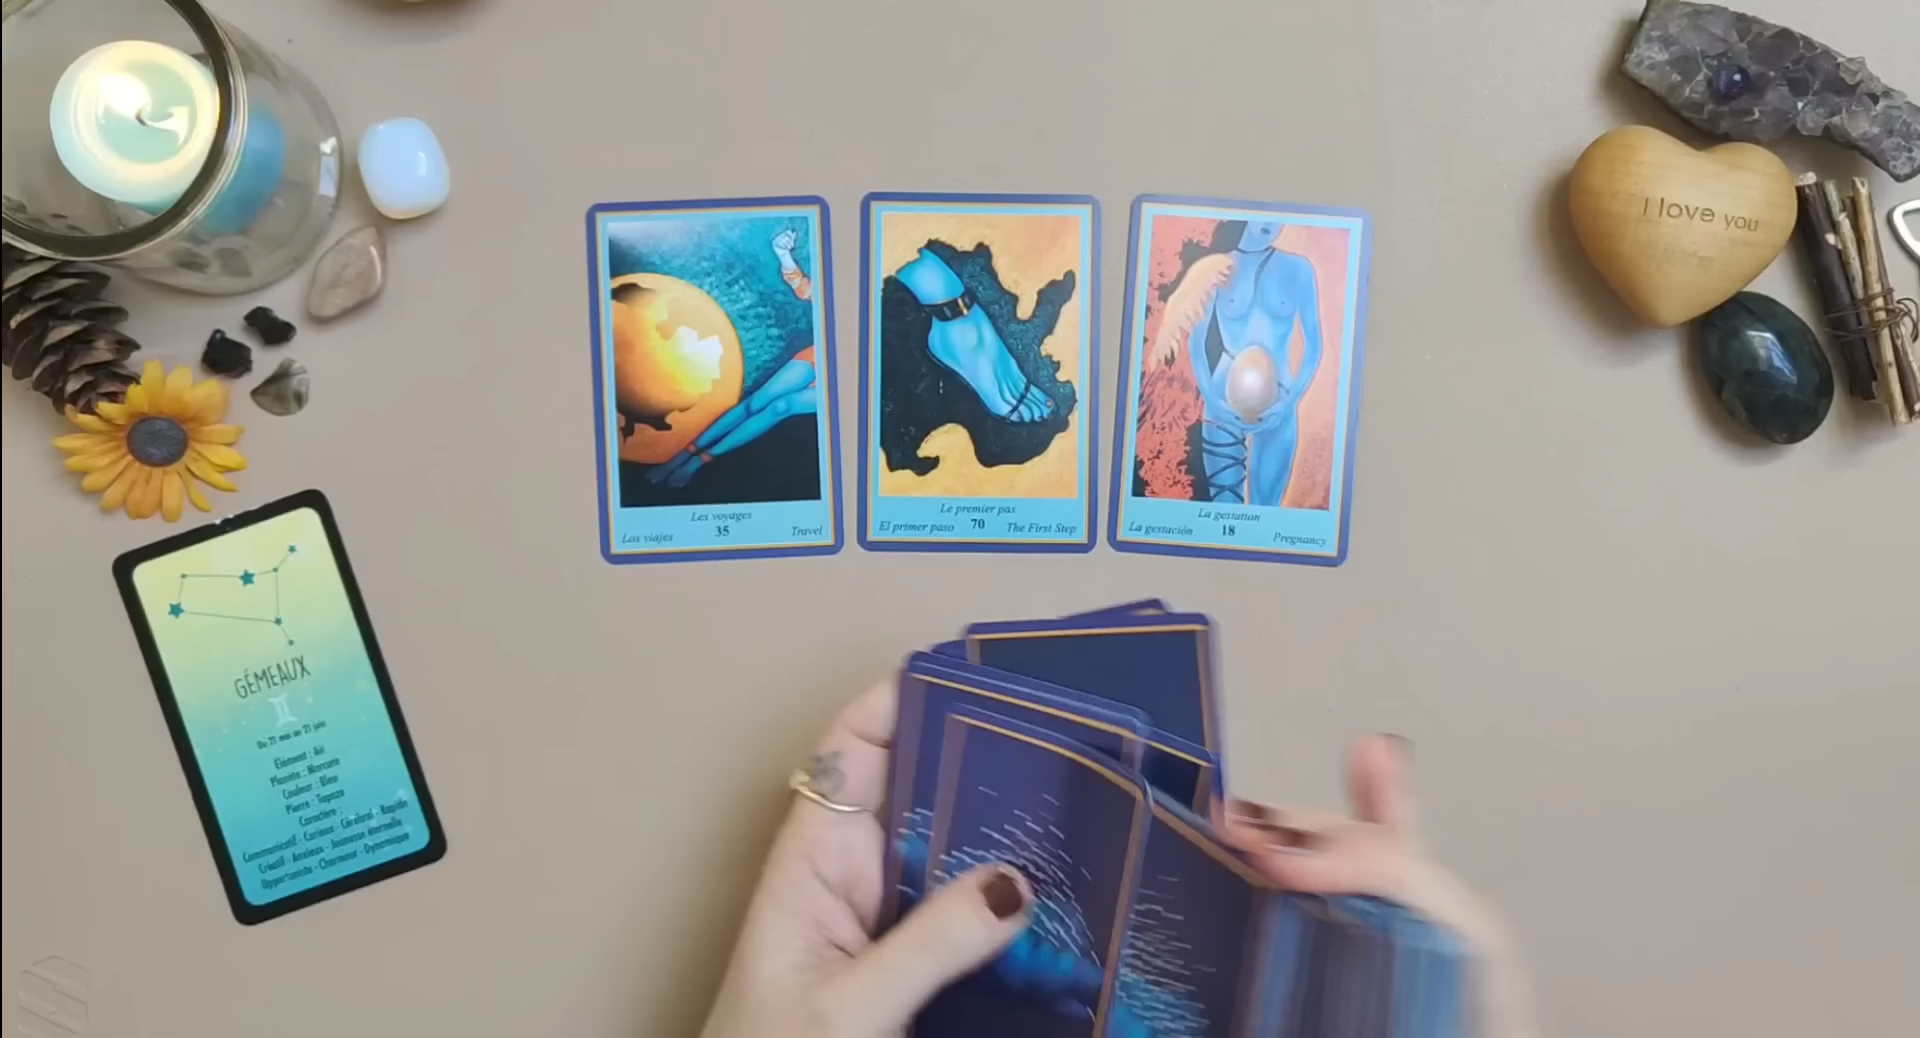 I love you
Les voyages
Los viajes 35 Travel
Le premier pas
El primer paso 70 The First Step
La gestation
La gestación 18 Pregnancy
GÉMEAUX
Du 21 mai au 21 juin
Elément : Air
Planète : Mercure
Couleur : Bleu
Pierre : Topaze
Caractère :
Communicatif - Curieux - Cérébral - Rapide
Créatif - Anxieux - Jeunesse éternelle
Opportuniste - Charmeur - Dynamique